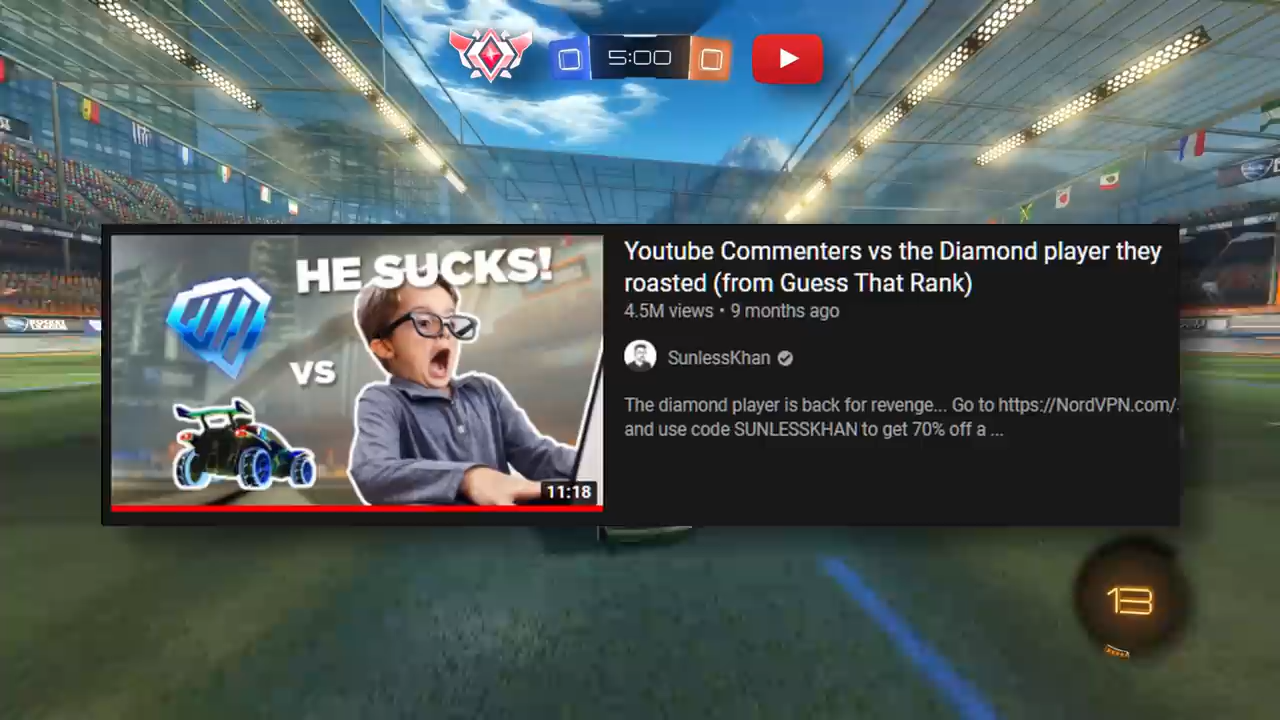 5:00
HE SUCKS!
VS
11:18
Youtube Commenters vs the Diamond player they
roasted (from Guess That Rank)
4.5M views • 9 months ago
SunlessKhan
The diamond player is back for revenge... Go to https://NordVPN.com/
and use code SUNLESSKHAN to get 70% off a ...
13